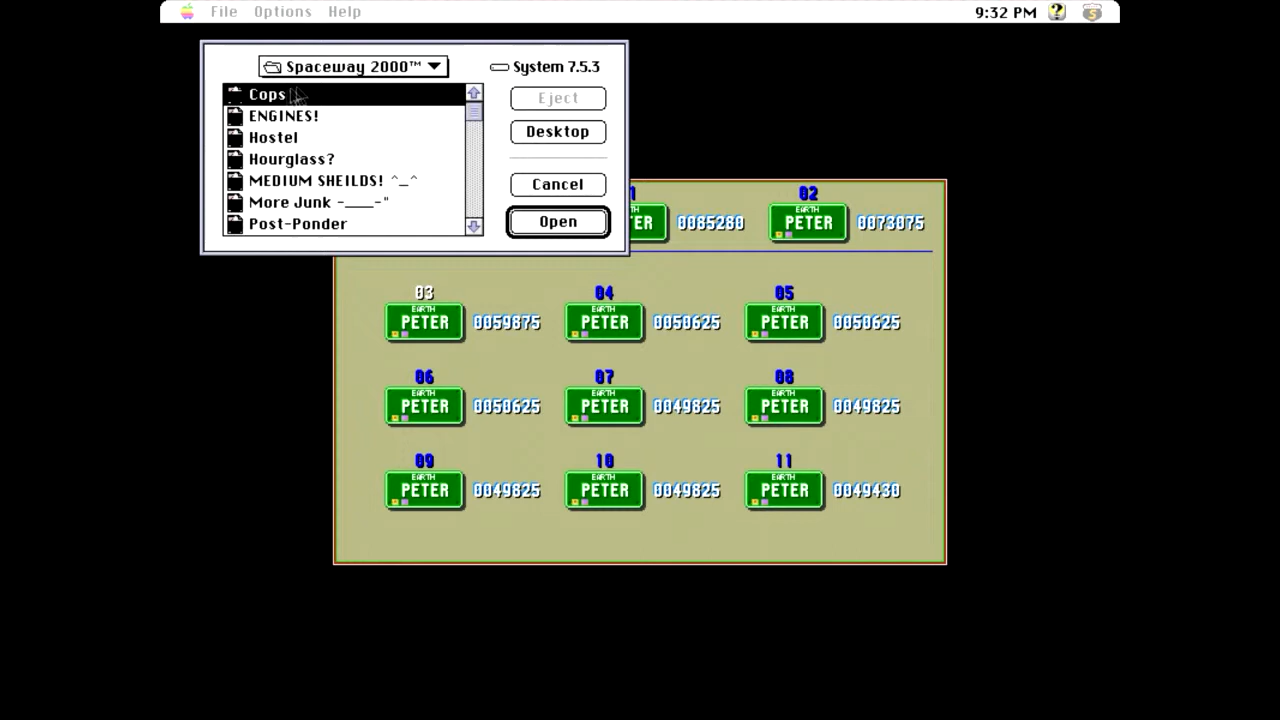 File Options Help 9:32 PM
Spaceway 2000™ System 7.5.3
Cops
ENGINES!
Hostel
Hourglass?
MEDIUM SHEILDS! ^_^
More Junk -____-"
Post-Ponder
Eject
Desktop
Cancel
Open
1 02
TER 0085280 EARTH PETER 0073075
03 04 05
EARTH EARTH EARTH
PETER 0059875 PETER 0050625 PETER 0050625
06 07 08
EARTH EARTH EARTH
PETER 0050625 PETER 0049825 PETER 0049825
09 10 11
EARTH EARTH EARTH
PETER 0049825 PETER 0049825 PETER 0049430